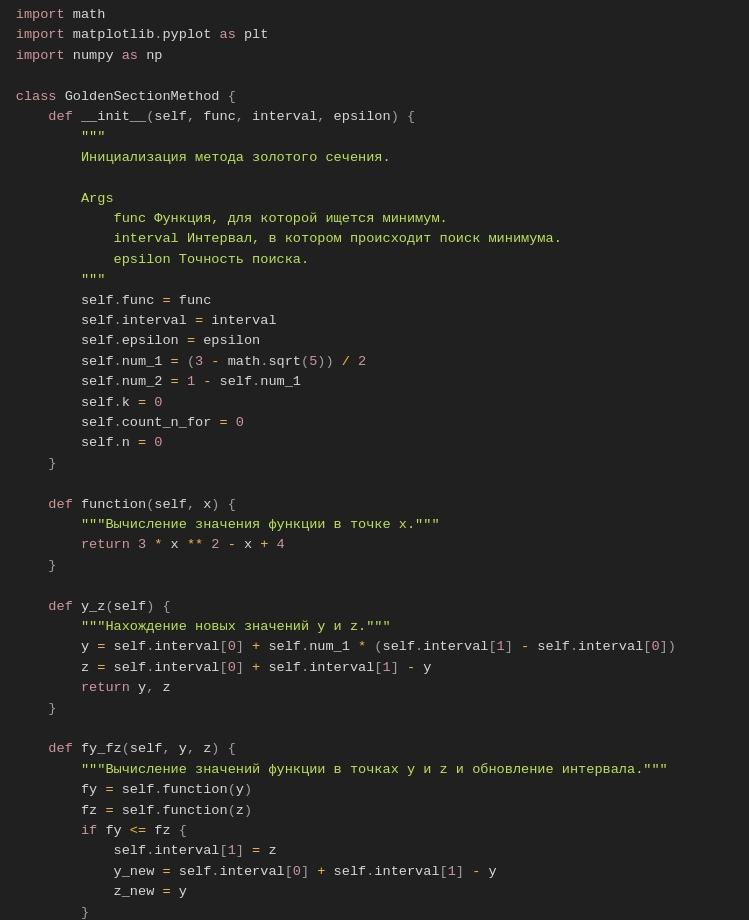 import math
import matplotlib.pyplot as plt
import numpy as np

class GoldenSectionMethod {
    def __init__(self, func, interval, epsilon) {
        """
        Инициализация метода золотого сечения.

        Args
            func Функция, для которой ищется минимум.
            interval Интервал, в котором происходит поиск минимума.
            epsilon Точность поиска.
        """
        self.func = func
        self.interval = interval
        self.epsilon = epsilon
        self.num_1 = (3 - math.sqrt(5)) / 2
        self.num_2 = 1 - self.num_1
        self.k = 0
        self.count_n_for = 0
        self.n = 0
    }

    def function(self, x) {
        """Вычисление значения функции в точке x."""
        return 3 * x ** 2 - x + 4
    }

    def y_z(self) {
        """Нахождение новых значений y и z."""
        y = self.interval[0] + self.num_1 * (self.interval[1] - self.interval[0])
        z = self.interval[0] + self.interval[1] - y
        return y, z
    }

    def fy_fz(self, y, z) {
        """Вычисление значений функции в точках y и z и обновление интервала."""
        fy = self.function(y)
        fz = self.function(z)
        if fy <= fz {
            self.interval[1] = z
            y_new = self.interval[0] + self.interval[1] - y
            z_new = y
        }